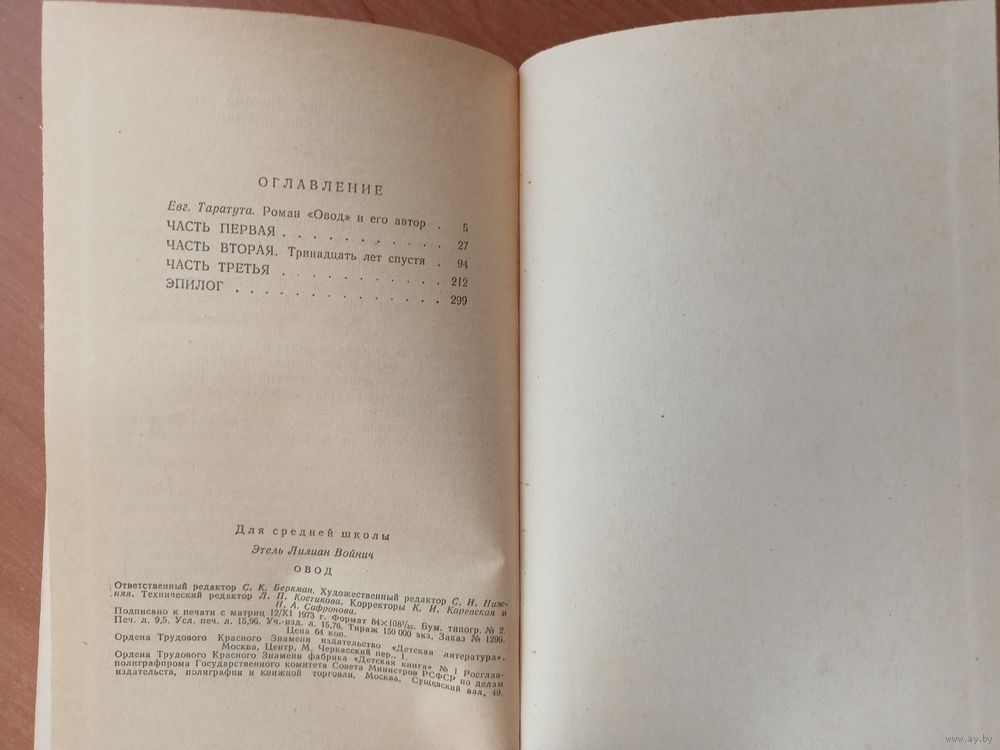 ОГЛАВЛЕНИЕ
Евг. Таратута. Роман «Овод» и его автор . 5
ЧАСТЬ ПЕРВАЯ . . . . . . . . . . 27
ЧАСТЬ ВТОРАЯ. Тринадцать лет спустя . 94
ЧАСТЬ ТРЕТЬЯ . . . . . . . . . . 212
ЭПИЛОГ . . . . . . . . . . . . . 299
Для средней школы
Этель Лилиан Войнич
ОВОД
Ответственный редактор С. К. Беркман. Художественный редактор С. И. Ниж-
няя. Технический редактор Л. П. Костикова. Корректоры К. И. Каревская и
Н. А. Сафронова.
Подписано к печати с матриц 12/XI 1973 г. Формат 84×108¹/₃₂. Бум. типогр. № 2.
Печ. л. 9,5. Усл. печ. л. 15,96. Уч.-изд. л. 15,76. Тираж 150 000 экз. Заказ № 1296.
Цена 64 коп.
Ордена Трудового Красного Знамени издательство «Детская литература».
Москва, Центр, М. Черкасский пер., 1.
Ордена Трудового Красного Знамени фабрика «Детская книга» № 1 Росглав-
полиграфпрома Государственного комитета Совета Министров РСФСР по делам
издательств, полиграфии и книжной торговли. Москва, Сущевский вал, 49.
www.ay.by